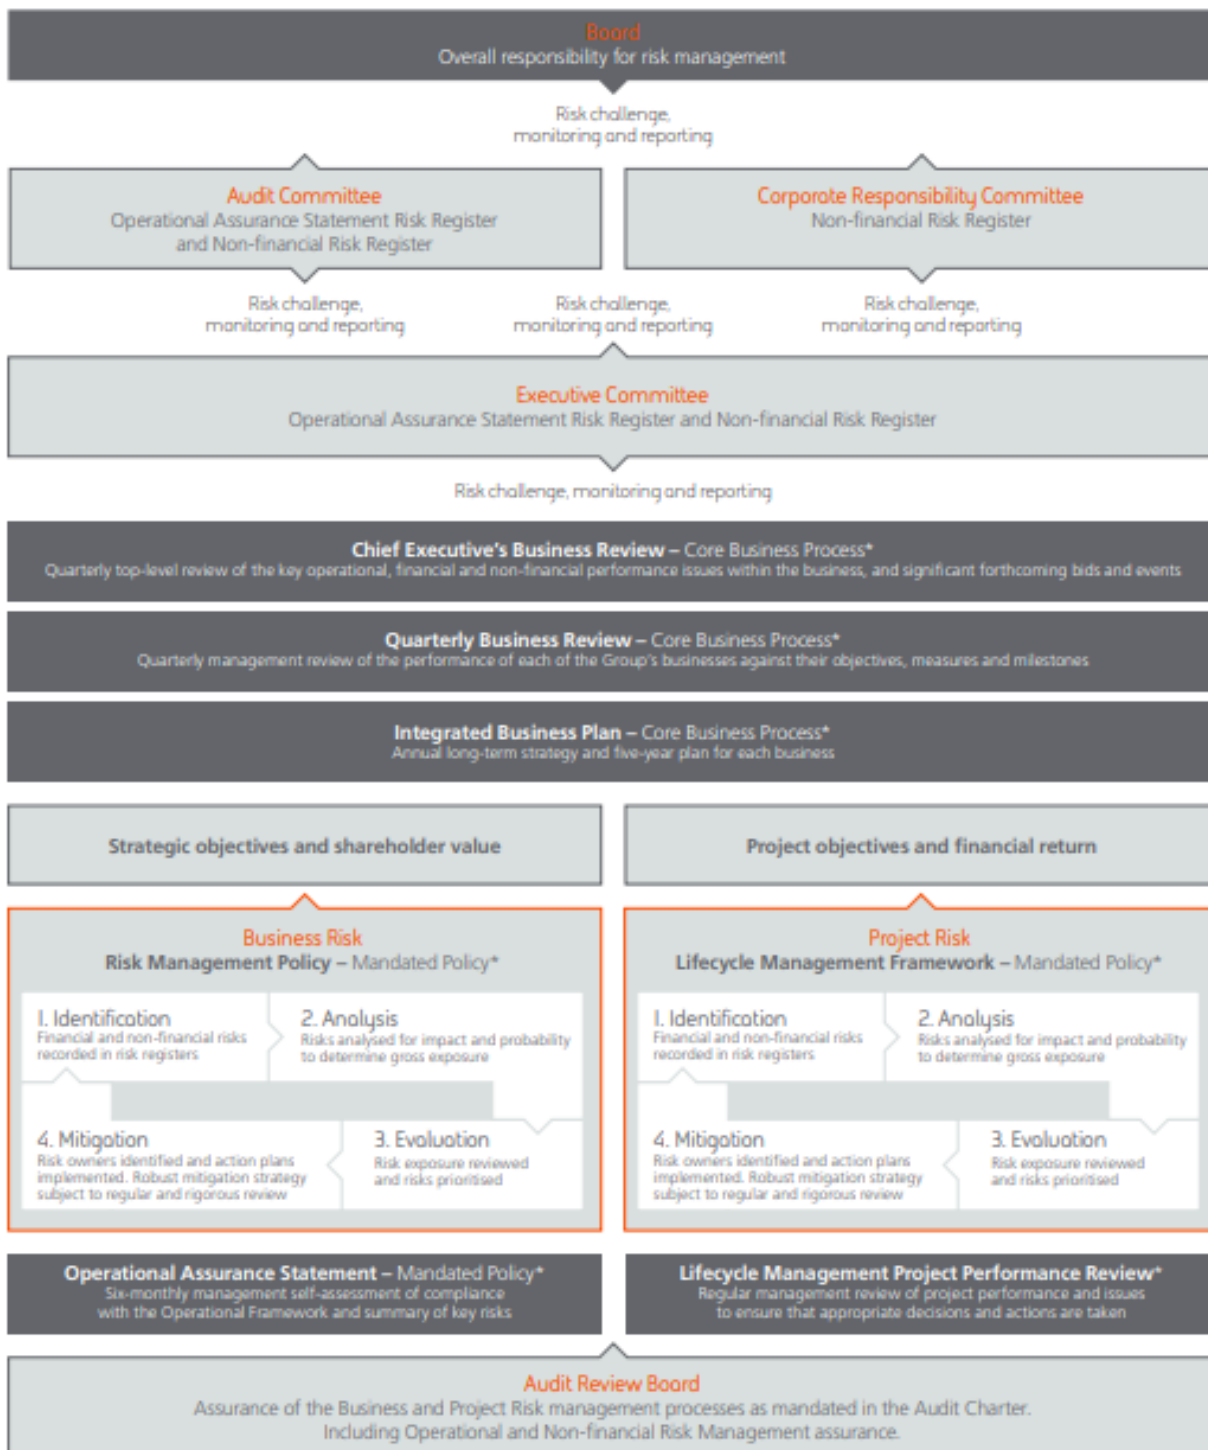 Board
Overall responsibility for risk management
Risk challenge,
monitoring and reporting
Audit Committee
Operational Assurance Statement Risk Register
and Non-financial Risk Register
Corporate Responsibility Committee
Non-financial Risk Register
Risk challenge,
monitoring and reporting
Risk challenge,
monitoring and reporting
Risk challenge,
monitoring and reporting
Executive Committee
Operational Assurance Statement Risk Register and Non-financial Risk Register
Risk challenge, monitoring and reporting
Chief Executive's Business Review – Core Business Process*
Quarterly top-level review of the key operational, financial and non-financial performance issues within the business, and significant forthcoming bids and events
Quarterly Business Review – Core Business Process*
Quarterly management review of the performance of each of the Group's businesses against their objectives, measures and milestones
Integrated Business Plan – Core Business Process*
Annual long-term strategy and five-year plan for each business
Strategic objectives and shareholder value
Project objectives and financial return
Business Risk
Risk Management Policy – Mandated Policy*
1. Identification
Financial and non-financial risks
recorded in risk registers
2. Analysis
Risks analysed for impact and probability
to determine gross exposure
4. Mitigation
Risk owners identified and action plans
implemented. Robust mitigation strategy
subject to regular and rigorous review
3. Evaluation
Risk exposure reviewed
and risks prioritised
Project Risk
Lifecycle Management Framework – Mandated Policy*
1. Identification
Financial and non-financial risks
recorded in risk registers
2. Analysis
Risks analysed for impact and probability
to determine gross exposure
4. Mitigation
Risk owners identified and action plans
implemented. Robust mitigation strategy
subject to regular and rigorous review
3. Evaluation
Risk exposure reviewed
and risks prioritised
Operational Assurance Statement – Mandated Policy*
Six-monthly management self-assessment of compliance
with the Operational Framework and summary of key risks
Lifecycle Management Project Performance Review*
Regular management review of project performance and issues
to ensure that appropriate decisions and actions are taken
Audit Review Board
Assurance of the Business and Project Risk management processes as mandated in the Audit Charter.
Including Operational and Non-financial Risk Management assurance.